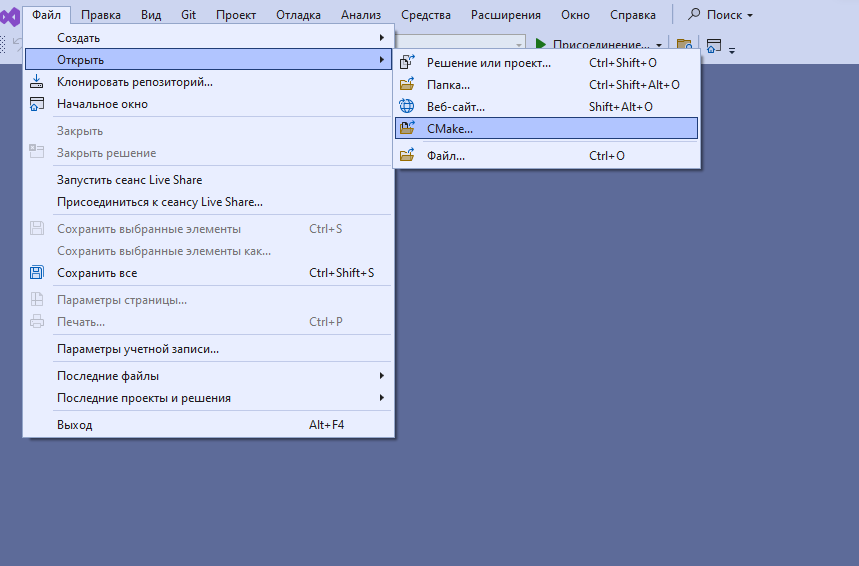 Файл Правка Вид Git Проект Отладка Анализ Средства Расширения Окно Справка Поиск
Присоединение...
Создать
Открыть
Клонировать репозиторий...
Начальное окно
Закрыть
Закрыть решение
Запустить сеанс Live Share
Присоединиться к сеансу Live Share...
Сохранить выбранные элементы Ctrl+S
Сохранить выбранные элементы как...
Сохранить все Ctrl+Shift+S
Параметры страницы...
Печать... Ctrl+P
Параметры учетной записи...
Последние файлы
Последние проекты и решения
Выход Alt+F4
Решение или проект... Ctrl+Shift+O
Папка... Ctrl+Shift+Alt+O
Веб-сайт... Shift+Alt+O
CMake...
Файл... Ctrl+O